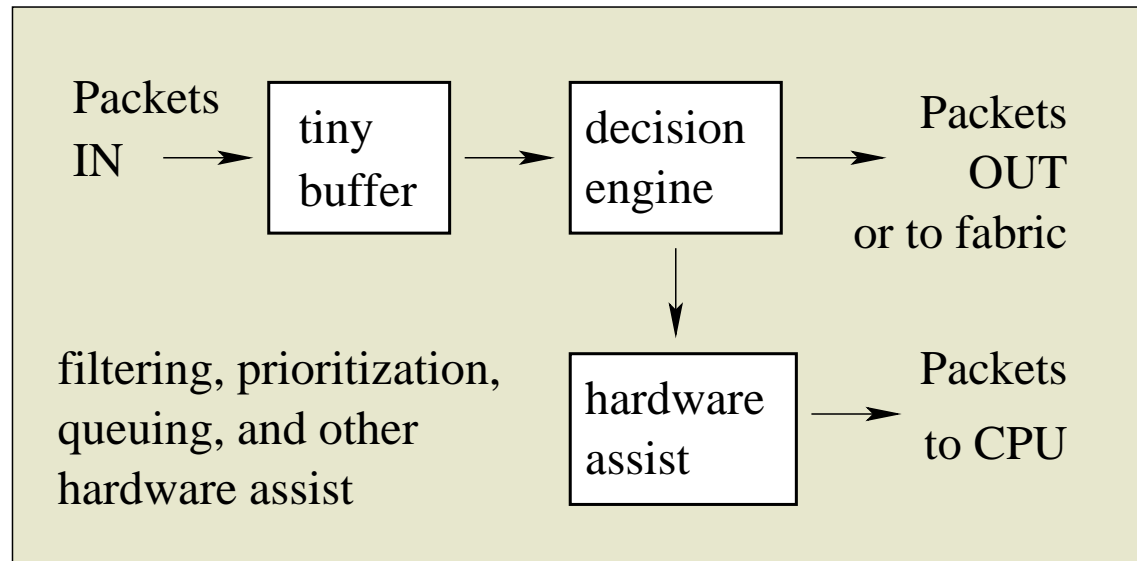 Packets
IN
tiny
buffer
decision
engine
Packets
OUT
or to fabric
filtering, prioritization,
queuing, and other
hardware assist
hardware
assist
Packets
to CPU